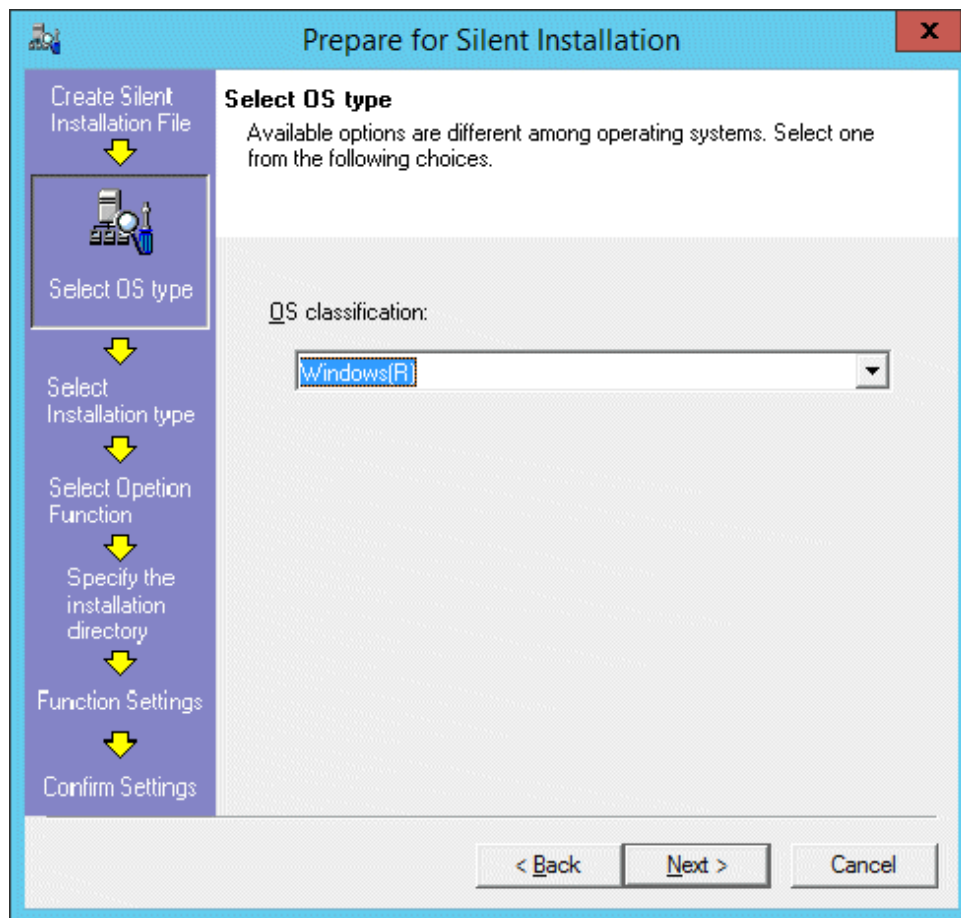 Prepare for Silent Installation
x
Create Silent
Installation File
Select OS type
Select
Installation type
Select Opetion
Function
Specify the
installation
directory
Function Settings
Confirm Settings
Select OS type
Available options are different among operating systems. Select one
from the following choices.
OS classification:
Windows(R)
< Back
Next >
Cancel